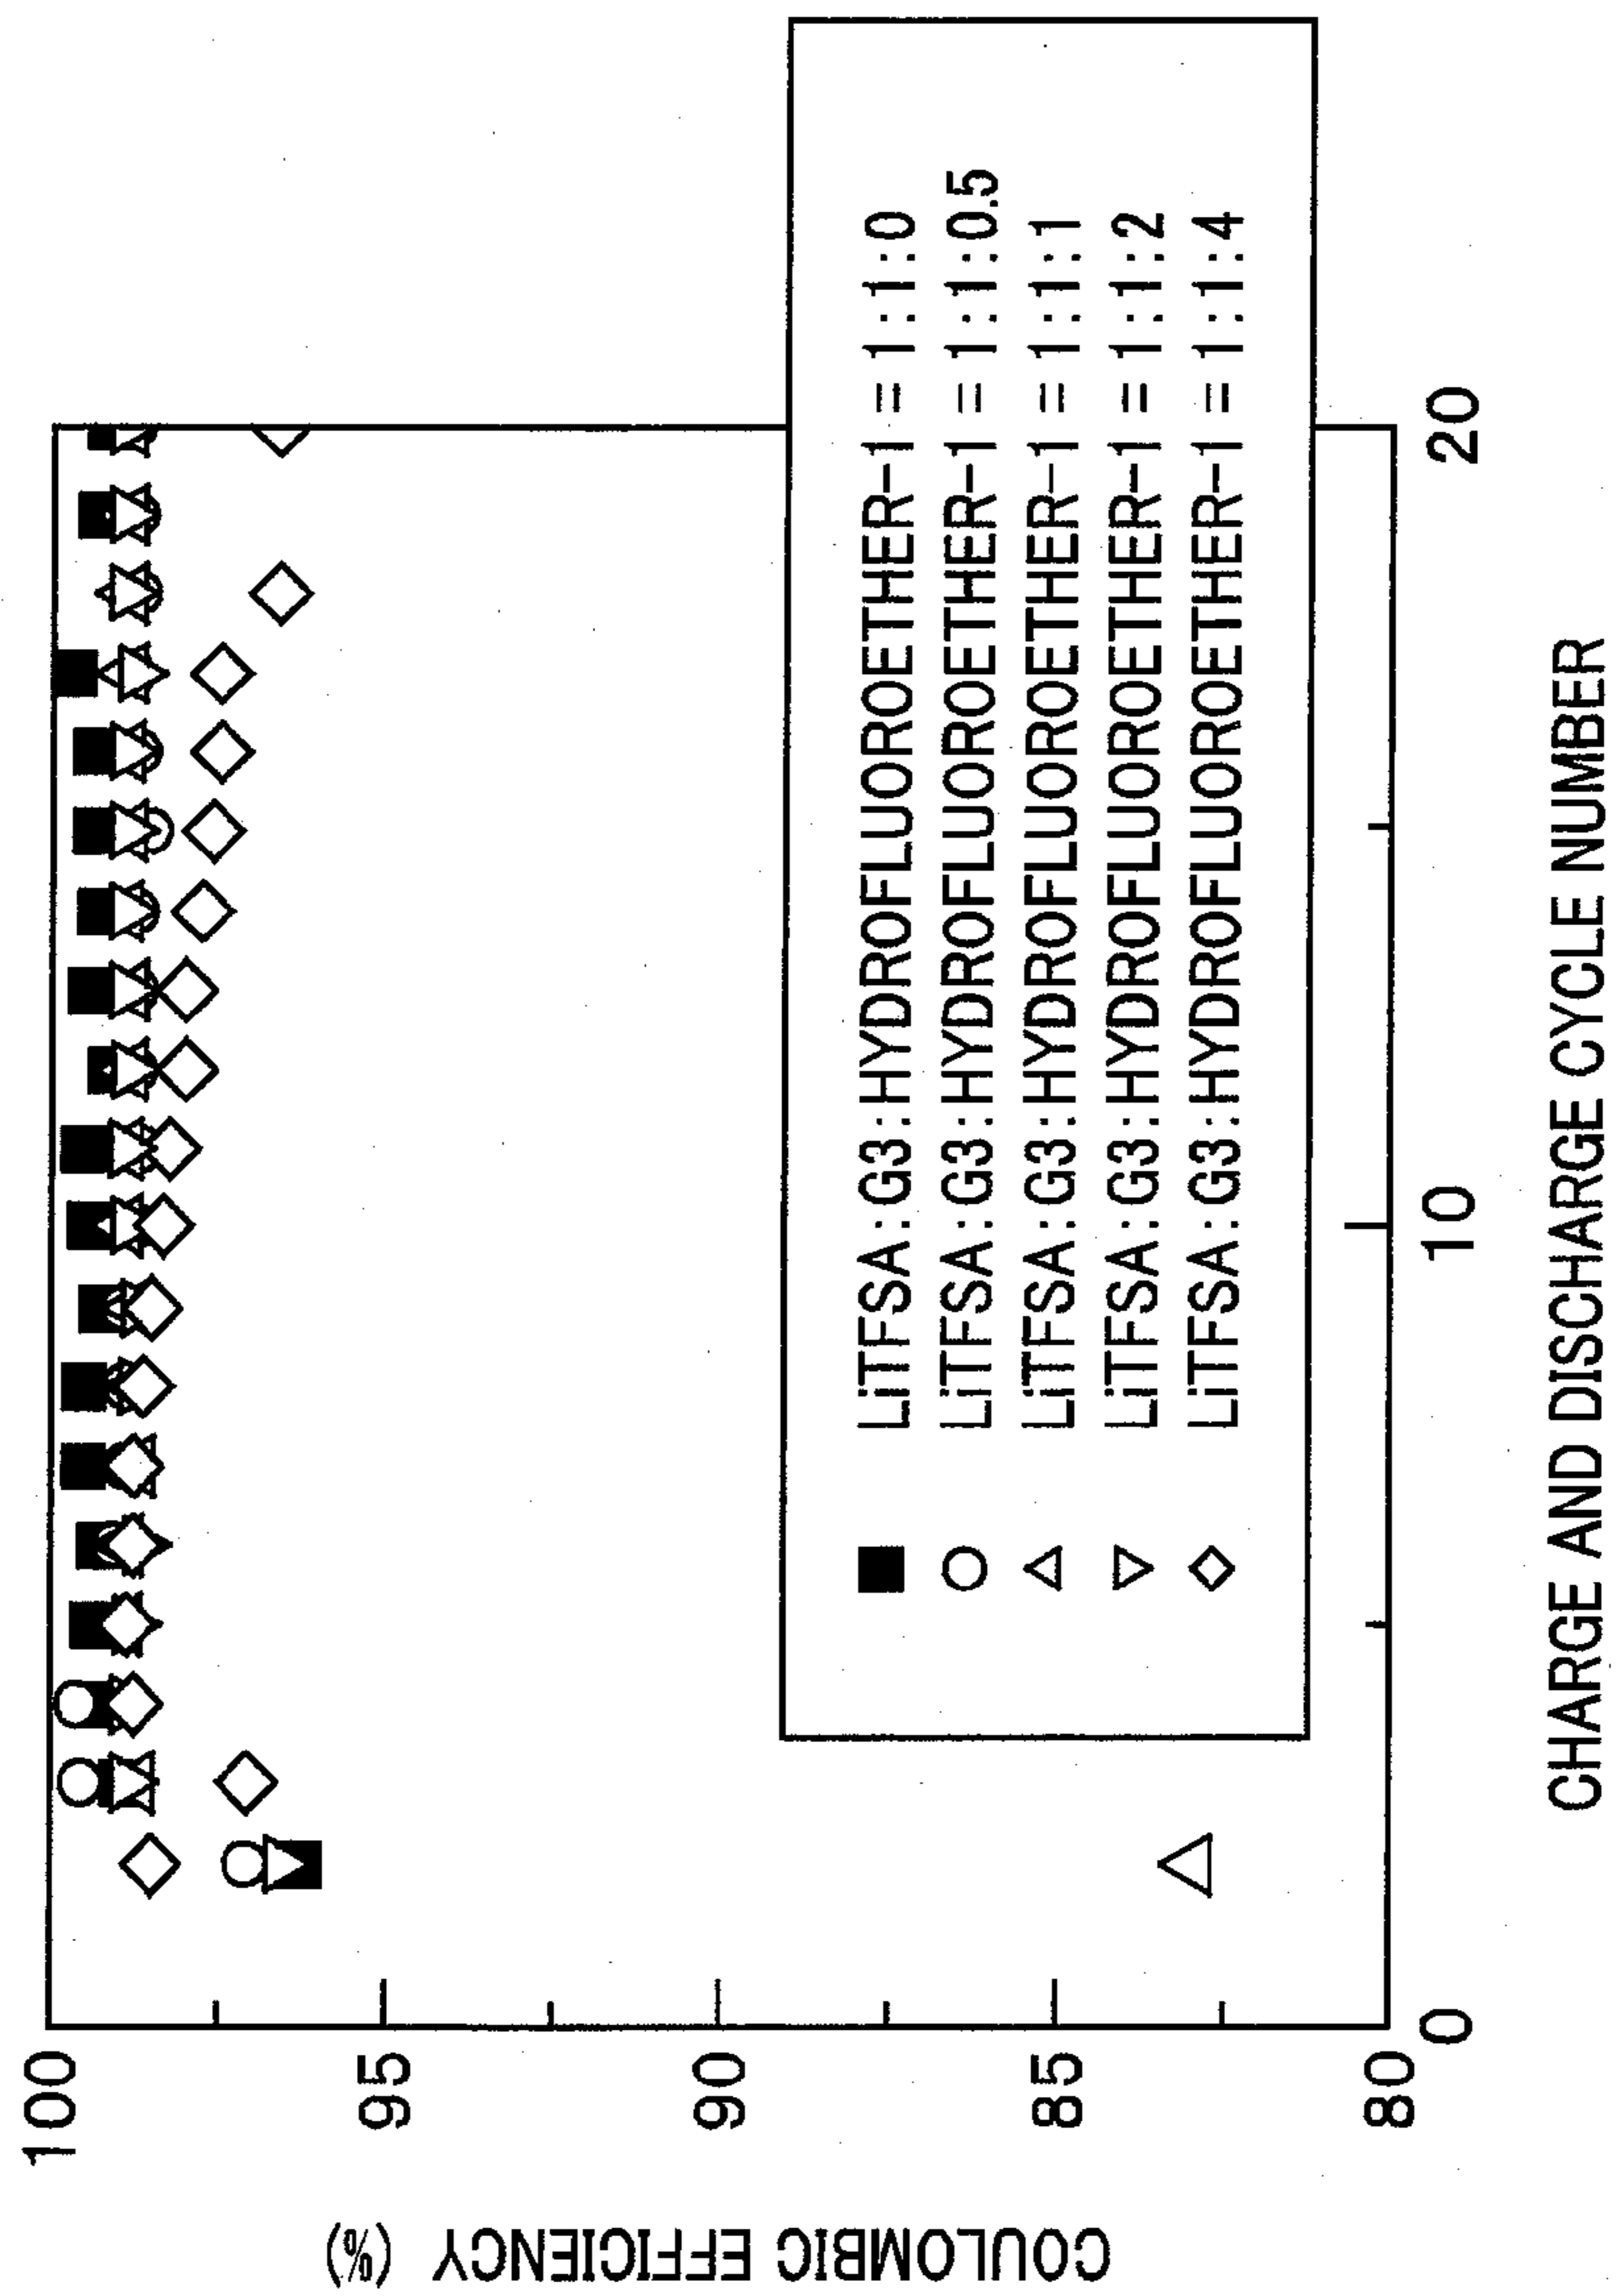 COULOMBIC EFFICIENCY (%)
100
95
90
85
80
0
10
20
CHARGE AND DISCHARGE CYCLE NUMBER
LiTFSA:G3:HYDROFLUOROETHER-1 = 1:1:0
LiTFSA:G3:HYDROFLUOROETHER-1 = 1:1:0.5
LiTFSA:G3:HYDROFLUOROETHER-1 = 1:1:1
LiTFSA:G3:HYDROFLUOROETHER-1 = 1:1:2
LiTFSA:G3:HYDROFLUOROETHER-1 = 1:1:4